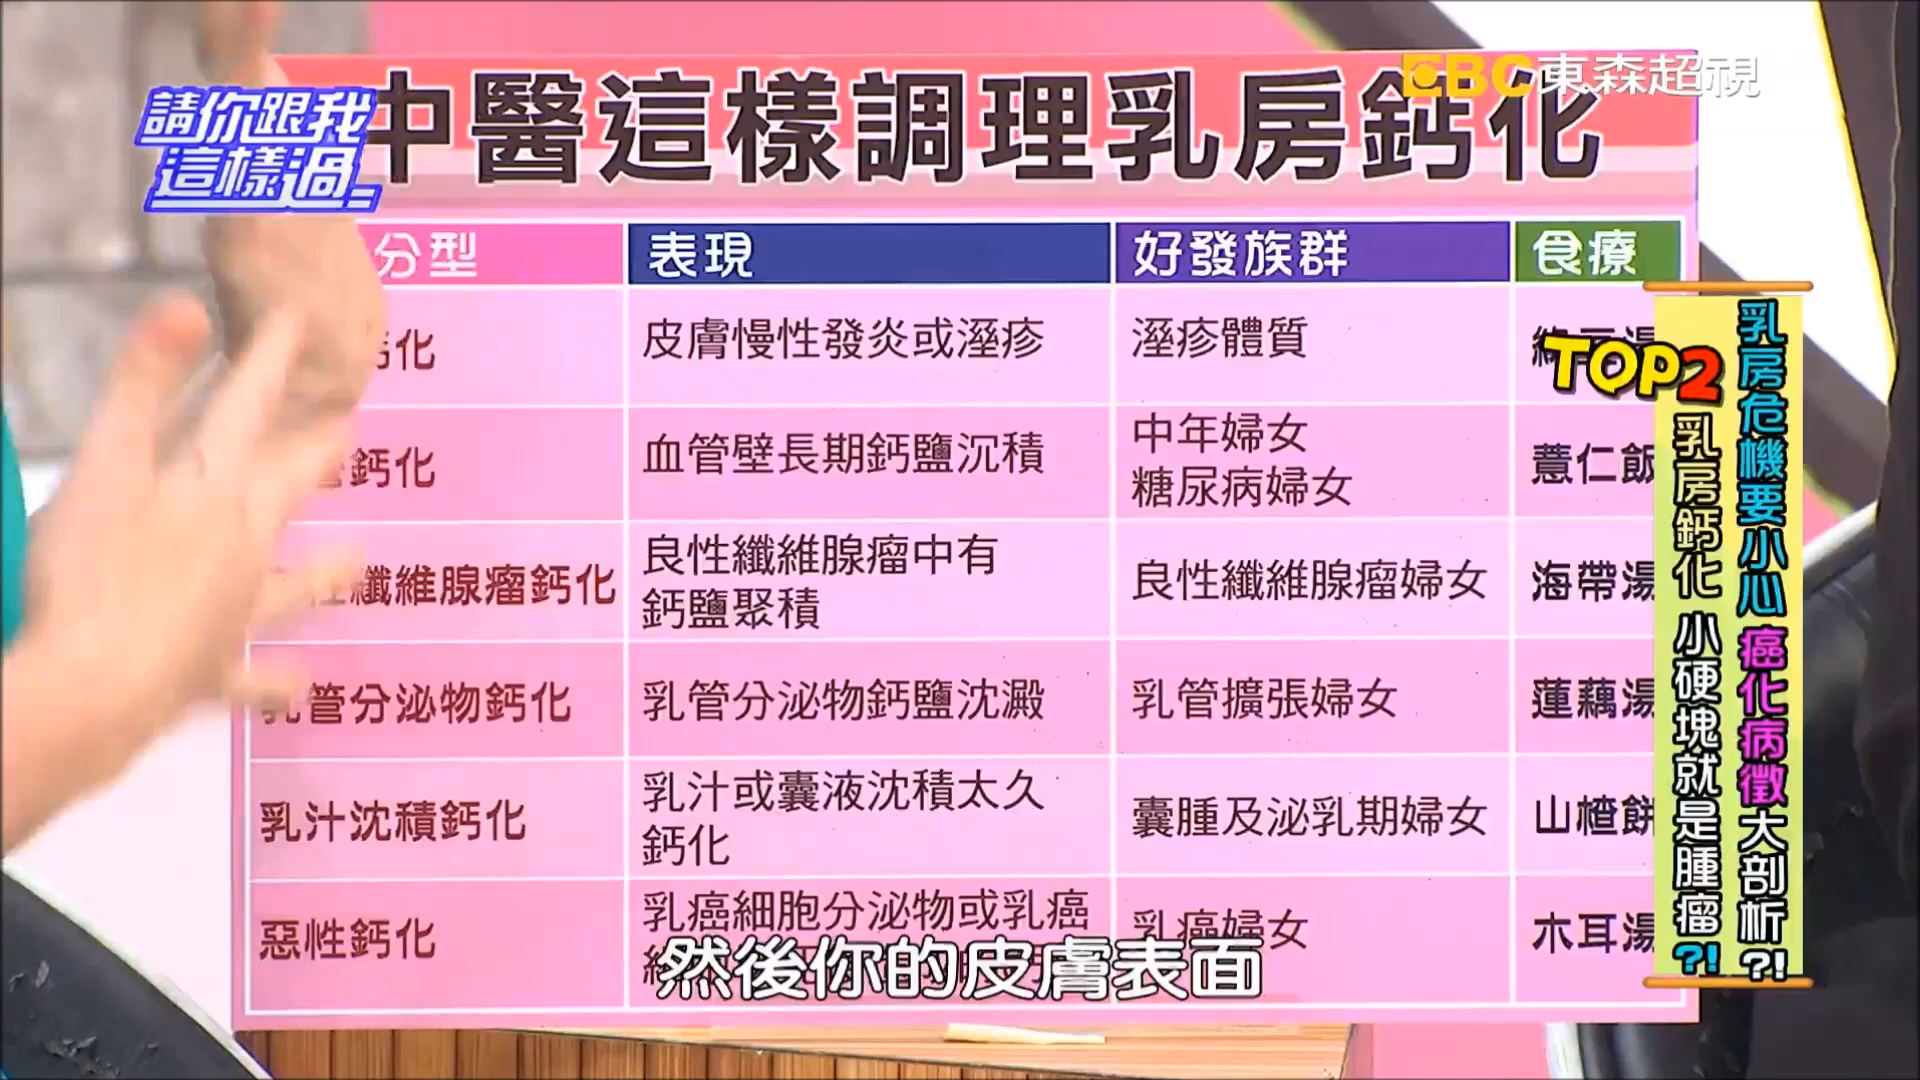 請你跟我
這樣過
EBC東森超視
中醫這樣調理乳房鈣化
分型 表現 好發族群 食療
鈣化 皮膚慢性發炎或溼疹 溼疹體質
鈣化 血管壁長期鈣鹽沉積 中年婦女
糖尿病婦女 薏仁飯
纖維腺瘤鈣化 良性纖維腺瘤中有
鈣鹽聚積 良性纖維腺瘤婦女 海帶湯
乳管分泌物鈣化 乳管分泌物鈣鹽沈澱 乳管擴張婦女 蓮藕湯
乳汁沈積鈣化 乳汁或囊液沈積太久
鈣化 囊腫及泌乳期婦女 山楂餅
惡性鈣化 乳癌細胞分泌物或乳癌
乳癌婦女 木耳湯
乳房危機要小心 癌化病徵大剖析?!
TOP2
乳房鈣化 小硬塊就是腫瘤?!
然後你的皮膚表面